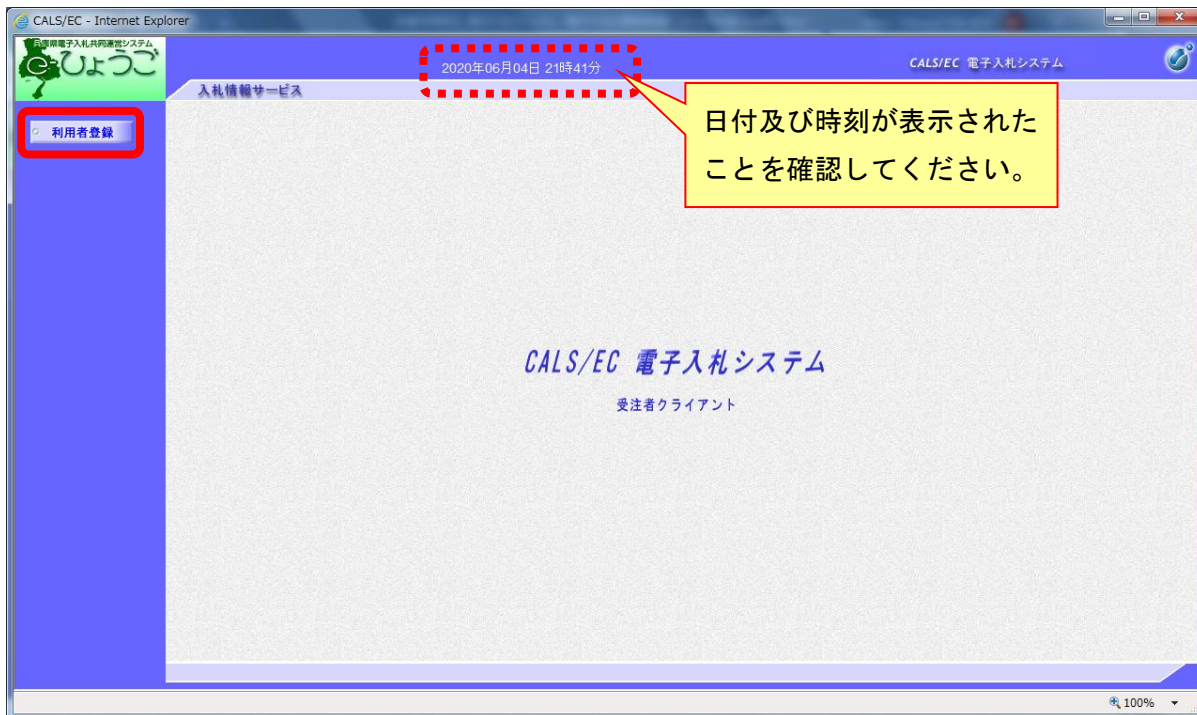 CALS/EC - Internet Explorer
兵庫県電子入札共同運営システム
eひょうご
2020年06月04日 21時41分
CALS/EC 電子入札システム
入札情報サービス
利用者登録
日付及び時刻が表示された
ことを確認してください。
CALS/EC 電子入札システム
受注者クライアント
100%